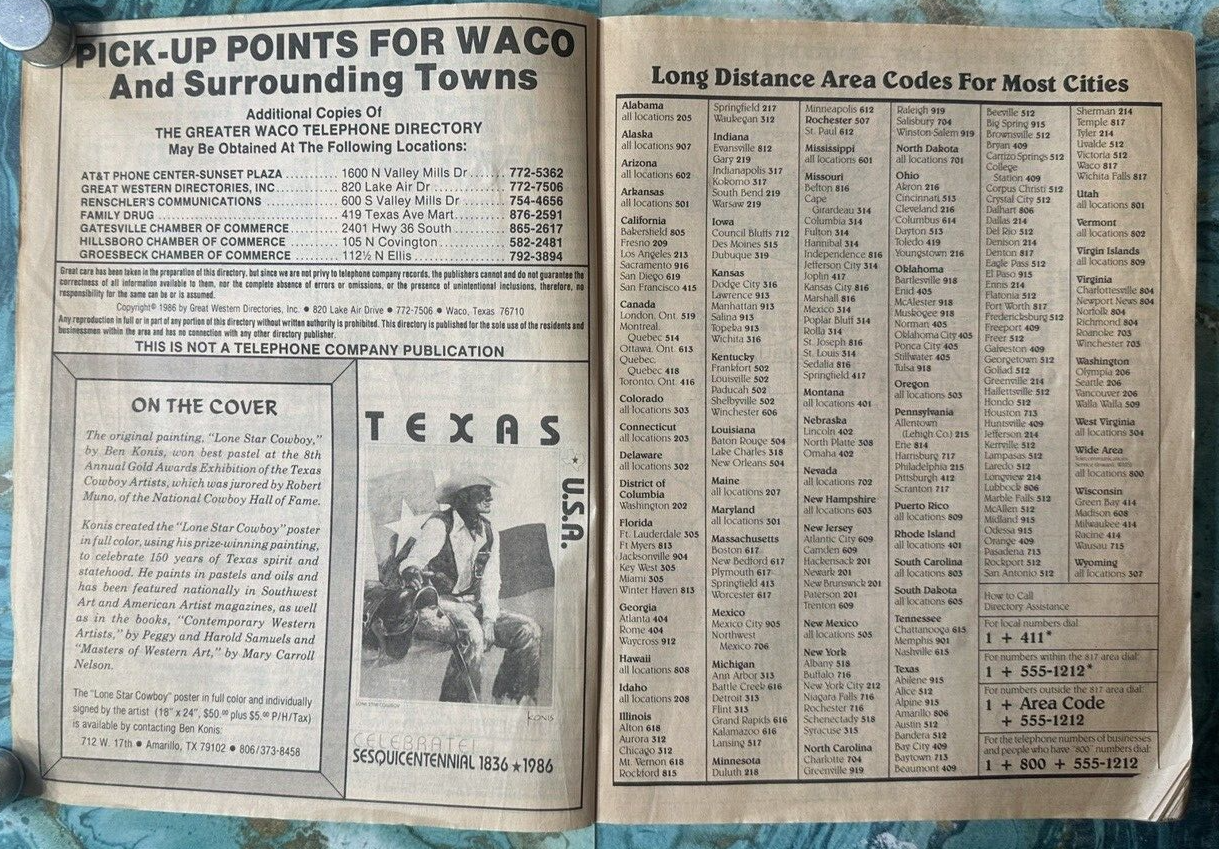 PICK-UP POINTS FOR WACO
And Surrounding Towns
Additional Copies Of
THE GREATER WACO TELEPHONE DIRECTORY
May Be Obtained At The Following Locations:
AT&T PHONE CENTER-SUNSET PLAZA ............ 1600 N Valley Mills Dr ...... 772-5362
GREAT WESTERN DIRECTORIES, INC ............ 820 Lake Air Dr ............ 772-7506
RENSCHLER'S COMMUNICATIONS ............ 600 S Valley Mills Dr ...... 754-4656
FAMILY DRUG ............ 419 Texas Ave Mart ........ 876-2591
GATESVILLE CHAMBER OF COMMERCE ............ 2401 Hwy 36 South ........ 865-2617
HILLSBORO CHAMBER OF COMMERCE ............ 105 N Covington ............ 582-2481
GROESBECK CHAMBER OF COMMERCE ............ 112½ N Ellis ............ 792-3894
Great care has been taken in the preparation of this directory, but since we are not privy to telephone company records, the publishers cannot and do not guarantee the
correctness of all information available to them, nor the complete absence of errors or omissions, or the presence of unintentional inclusions, therefore, no
responsibility for the same can be or is assumed.
Copyright© 1986 by Great Western Directories, Inc. ● 820 Lake Air Drive ● 772-7506 ● Waco, Texas 76710
Any reproduction in full or in part of any portion of this directory without written authority is prohibited. This directory is published for the sole use of the residents and
businessmen within the area and has no connection with any other directory publisher.
THIS IS NOT A TELEPHONE COMPANY PUBLICATION
ON THE COVER
The original painting, "Lone Star Cowboy,"
by Ben Konis, won best pastel at the 8th
Annual Gold Awards Exhibition of the Texas
Cowboy Artists, which was jurored by Robert
Muno, of the National Cowboy Hall of Fame.
Konis created the "Lone Star Cowboy" poster
in full color, using his prize-winning painting,
to celebrate 150 years of Texas spirit and
statehood. He paints in pastels and oils and
has been featured nationally in Southwest
Art and American Artist magazines, as well
as in the books, "Contemporary Western
Artists," by Peggy and Harold Samuels and
"Masters of Western Art," by Mary Carroll
Nelson.
The "Lone Star Cowboy" poster in full color and individually
signed by the artist (18" x 24", $50.00 plus $5.00 P/H/Tax)
is available by contacting Ben Konis:
712 W. 17th ● Amarillo, TX 79102 ● 806/373-8458
TEXAS
U.S.A.
LONE STAR COWBOY
KONIS
CELEBRATE!
SESQUICENTENNIAL 1836 ★ 1986
Long Distance Area Codes For Most Cities
Alabama
all locations 205
Alaska
all locations 907
Arizona
all locations 602
Arkansas
all locations 501
California
Bakersfield 805
Fresno 209
Los Angeles 213
Sacramento 916
San Diego 619
San Francisco 415
Canada
London, Ont. 519
Montreal,
Quebec 514
Ottawa, Ont. 613
Quebec,
Quebec 418
Toronto, Ont. 416
Colorado
all locations 303
Connecticut
all locations 203
Delaware
all locations 302
District of
Columbia
Washington 202
Florida
Ft. Lauderdale 305
Ft Myers 813
Jacksonville 904
Key West 305
Miami 305
Winter Haven 813
Georgia
Atlanta 404
Rome 404
Waycross 912
Hawaii
all locations 808
Idaho
all locations 208
Illinois
Alton 618
Aurora 312
Chicago 312
Mt. Vernon 618
Rockford 815
Springfield 217
Waukegan 312
Indiana
Evansville 812
Gary 219
Indianapolis 317
Kokomo 317
South Bend 219
Warsaw 219
Iowa
Council Bluffs 712
Des Moines 515
Dubuque 319
Kansas
Dodge City 316
Lawrence 913
Manhattan 913
Salina 913
Topeka 913
Wichita 316
Kentucky
Frankfort 502
Louisville 502
Paducah 502
Shelbyville 502
Winchester 606
Louisiana
Baton Rouge 504
Lake Charles 318
New Orleans 504
Maine
all locations 207
Maryland
all locations 301
Massachusetts
Boston 617
New Bedford 617
Plymouth 617
Springfield 413
Worcester 617
Mexico
Mexico City 905
Northwest
Mexico 706
Michigan
Ann Arbor 313
Battle Creek 616
Detroit 313
Flint 313
Grand Rapids 616
Kalamazoo 616
Lansing 517
Minnesota
Duluth 218
Minneapolis 612
Rochester 507
St. Paul 612
Mississippi
all locations 601
Missouri
Belton 816
Cape
Girardeau 314
Columbia 314
Fulton 314
Hannibal 314
Independence 816
Jefferson City 314
Joplin 417
Kansas City 816
Marshall 816
Mexico 314
Poplar Bluff 314
Rolla 314
St. Joseph 816
St. Louis 314
Sedalia 816
Springfield 417
Montana
all locations 401
Nebraska
Lincoln 402
North Platte 308
Omaha 402
Nevada
all locations 702
New Hampshire
all locations 603
New Jersey
Atlantic City 609
Camden 609
Hackensack 201
Newark 201
New Brunswick 201
Paterson 201
Trenton 609
New Mexico
all locations 505
New York
Albany 518
Buffalo 716
New York City 212
Niagara Falls 716
Rochester 716
Schenectady 518
Syracuse 315
North Carolina
Charlotte 704
Greenville 919
Raleigh 919
Salisbury 704
Winston-Salem 919
North Dakota
all locations 701
Ohio
Akron 216
Cincinnati 513
Cleveland 216
Columbus 614
Dayton 513
Toledo 419
Youngstown 216
Oklahoma
Bartlesville 918
Enid 405
McAlester 918
Muskogee 918
Norman 405
Oklahoma City 405
Ponca City 405
Stillwater 405
Tulsa 918
Oregon
all locations 503
Pennsylvania
Allentown
(Lehigh Co.) 215
Erie 814
Harrisburg 717
Philadelphia 215
Pittsburgh 412
Scranton 717
Puerto Rico
all locations 809
Rhode Island
all locations 401
South Carolina
all locations 803
South Dakota
all locations 605
Tennessee
Chattanooga 615
Memphis 901
Nashville 615
Texas
Abilene 915
Alice 512
Alpine 915
Amarillo 806
Austin 512
Bandera 512
Bay City 409
Baytown 713
Beaumont 409
Beeville 512
Big Spring 915
Brownsville 512
Bryan 409
Carrizo Springs 512
College
Station 409
Corpus Christi 512
Crystal City 512
Dalhart 806
Dallas 214
Del Rio 512
Denison 214
Denton 817
Eagle Pass 512
El Paso 915
Ennis 214
Flatonia 512
Fort Worth 817
Fredericksburg 512
Freeport 409
Freer 512
Galveston 409
Georgetown 512
Goliad 512
Greenville 214
Hallettsville 512
Hondo 512
Houston 713
Huntsville 409
Jefferson 214
Kerrville 512
Lampasas 512
Laredo 512
Longview 214
Lubbock 806
Marble Falls 512
McAllen 512
Midland 915
Odessa 915
Orange 409
Pasadena 713
Rockport 512
San Antonio 512
Sherman 214
Temple 817
Tyler 214
Uvalde 512
Victoria 512
Waco 817
Wichita Falls 817
Utah
all locations 801
Vermont
all locations 802
Virgin Islands
all locations 809
Virginia
Charlottesville 804
Newport News 804
Norfolk 804
Richmond 804
Roanoke 703
Winchester 703
Washington
Olympia 206
Seattle 206
Vancouver 206
Walla Walla 509
West Virginia
all locations 304
Wide Area
all locations 800
Wisconsin
Green Bay 414
Madison 608
Milwaukee 414
Racine 414
Wausau 715
Wyoming
all locations 307
How to Call
Directory Assistance
For local numbers dial:
1 + 411*
For numbers within the 817 area dial:
1 + 555-1212*
For numbers outside the 817 area dial:
1 + Area Code
+ 555-1212
For the telephone numbers of businesses
and people who have "800" numbers dial:
1 + 800 + 555-1212